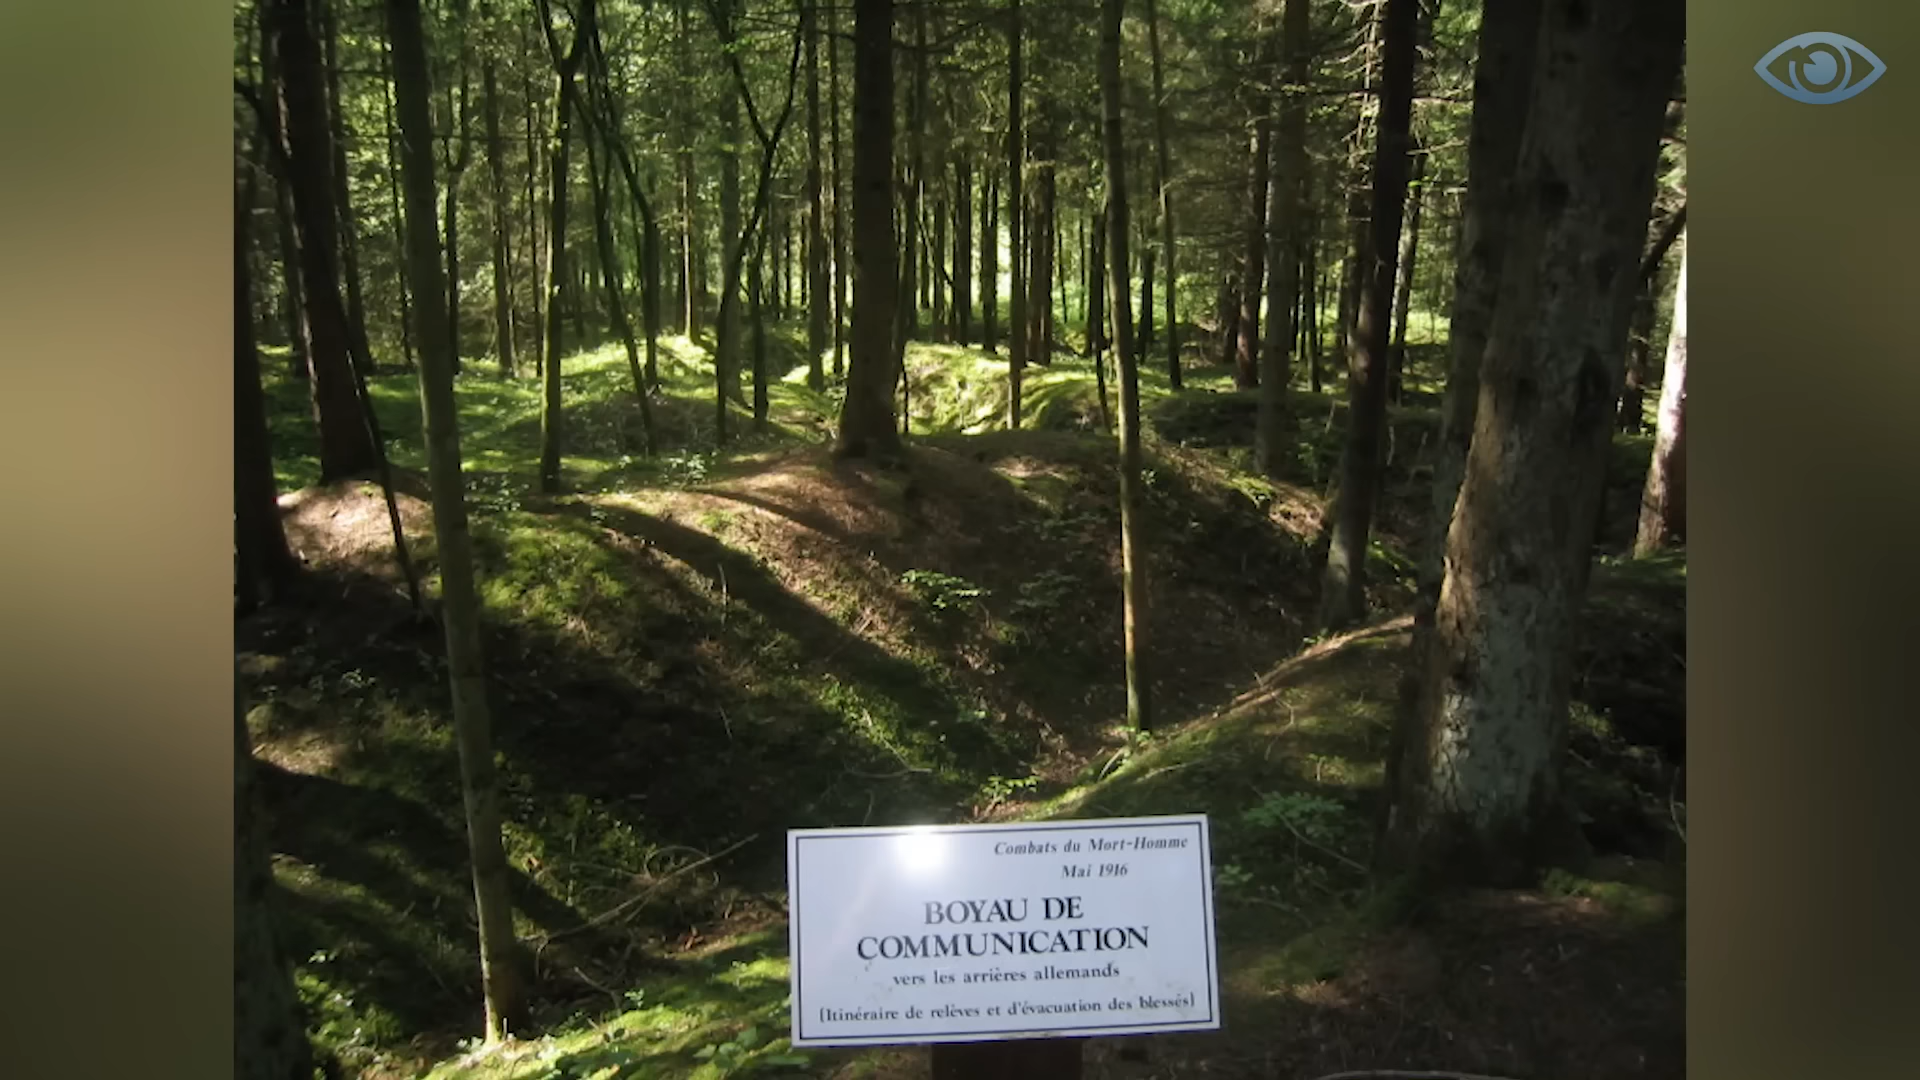 Combats du Mort-Homme
Mai 1916
BOYAU DE
COMMUNICATION
vers les arrières allemands
(Itinéraire de relèves et d'évacuation des blessés)